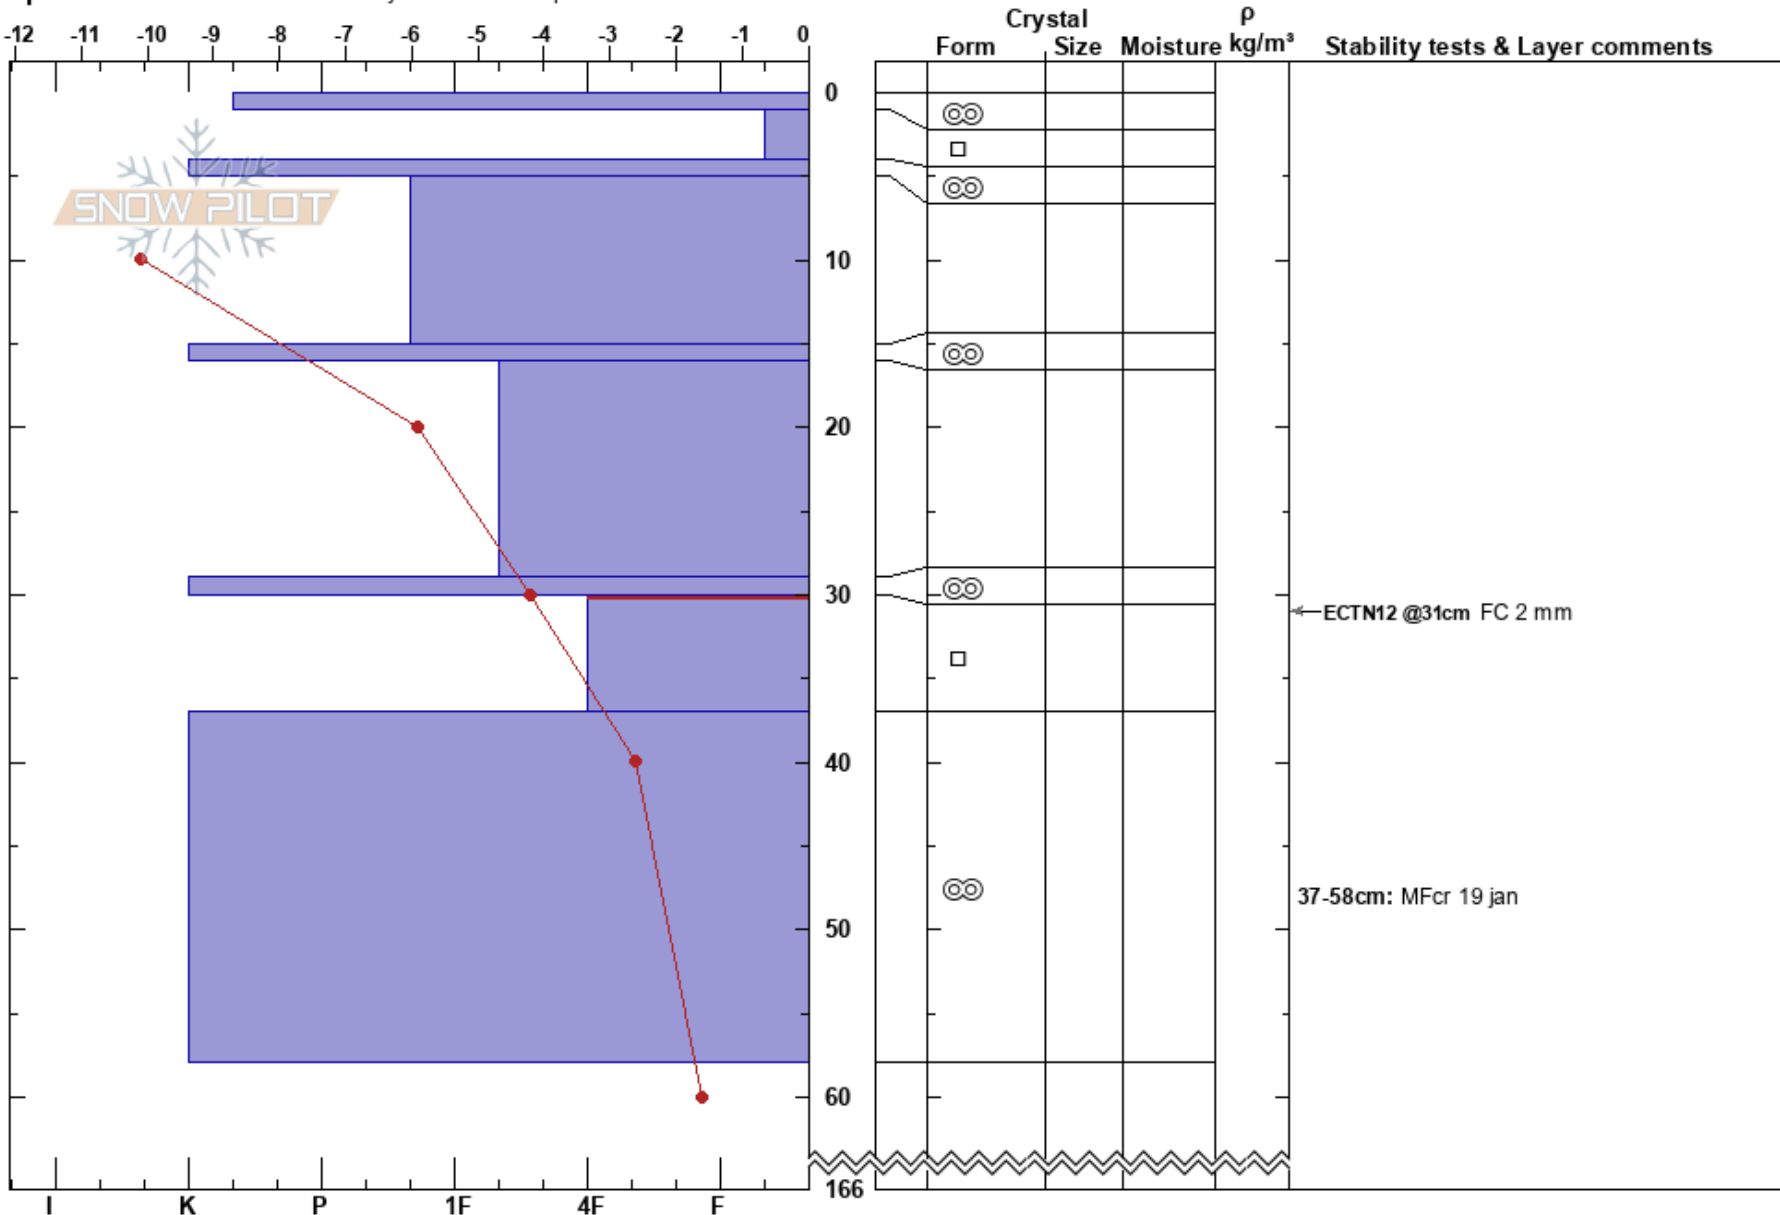 -12 -11 -10 -9 -8 -7 -6 -5 -4 -3 -2 -1 0
Crystal
Form Size Moisture ρ kg/m³ Stability tests & Layer comments
0
SNOW PILOT
10
20
30
ECTN12 @31cm FC 2 mm
40
37-58cm: MFcr 19 jan
50
60
166
I K P 1F 4F F